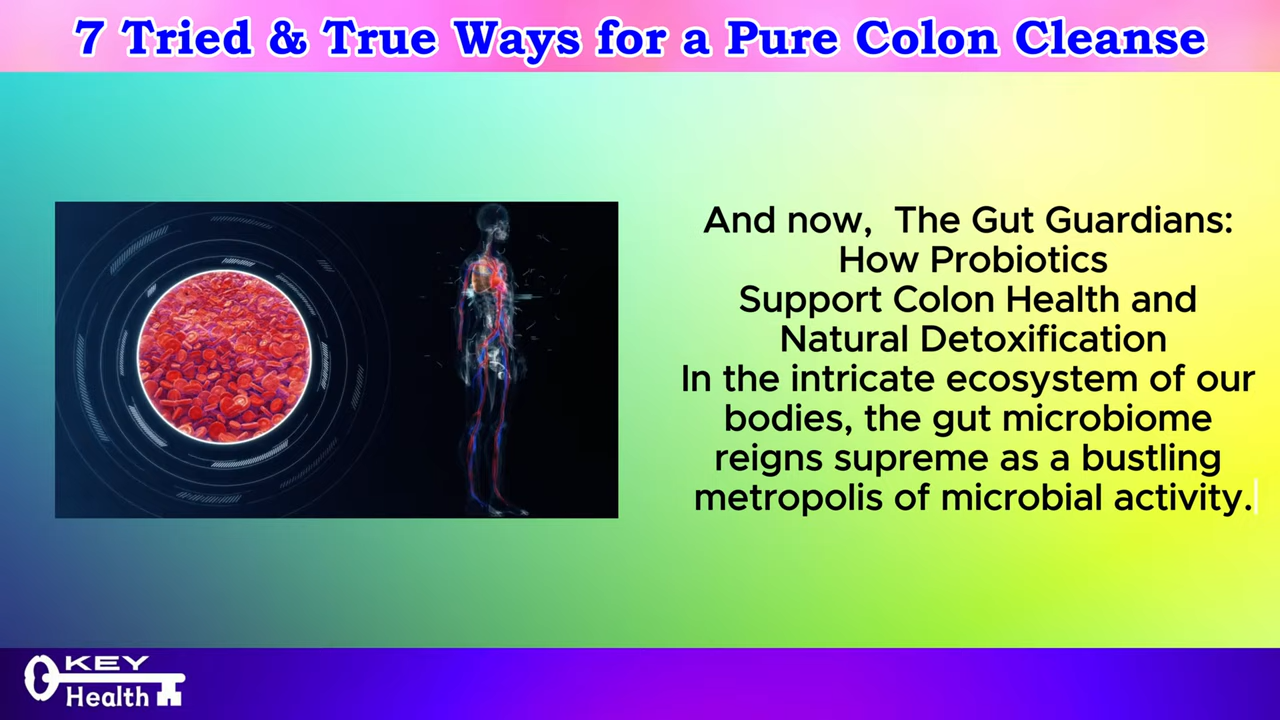 7 Tried & True Ways for a Pure Colon Cleanse
And now,  The Gut Guardians:
How Probiotics
Support Colon Health and
Natural Detoxification
In the intricate ecosystem of our
bodies, the gut microbiome
reigns supreme as a bustling
metropolis of microbial activity.
KEY
Health